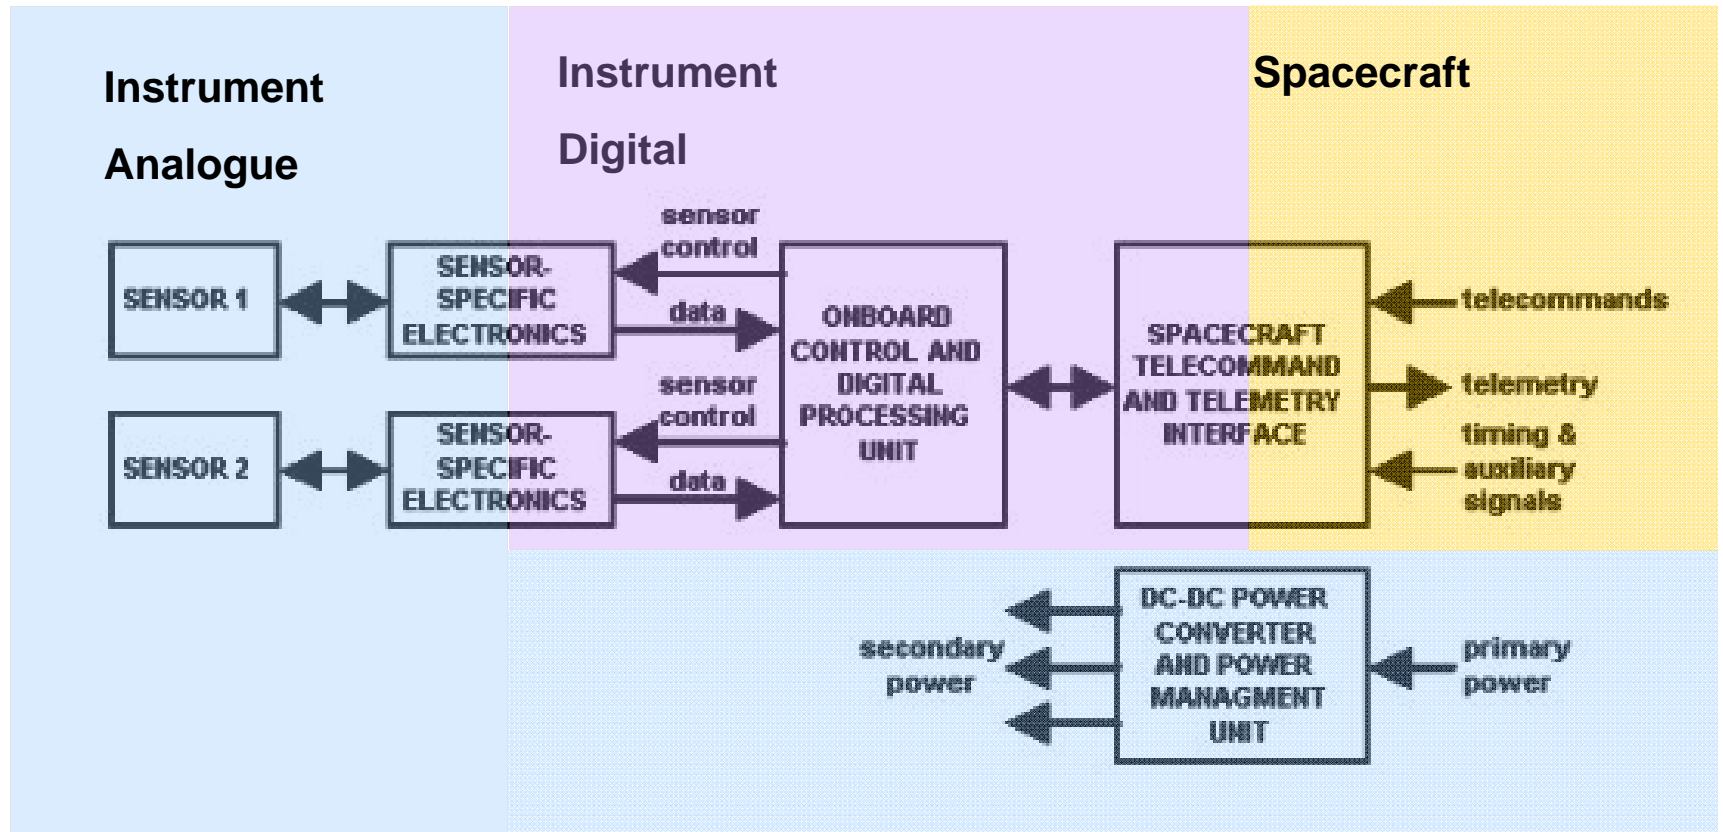 Instrument
Analogue
Instrument
Digital
Spacecraft
SENSOR 1
SENSOR-
SPECIFIC
ELECTRONICS
sensor
control
data
SENSOR 2
SENSOR-
SPECIFIC
ELECTRONICS
sensor
control
data
ONBOARD
CONTROL AND
DIGITAL
PROCESSING
UNIT
SPACECRAFT
TELECOMMAND
AND TELEMETRY
INTERFACE
telecommands
telemetry
timing &
auxiliary
signals
secondary
power
DC-DC POWER
CONVERTER
AND POWER
MANAGMENT
UNIT
primary
power